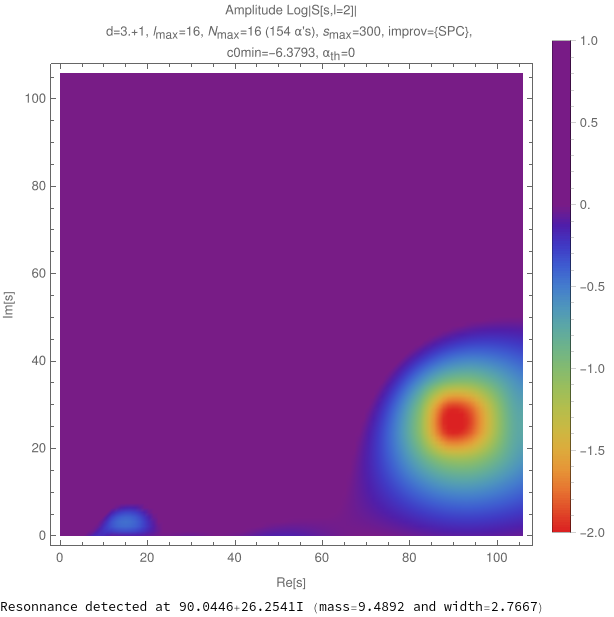 Amplitude Log|S[s,l=2]|
d=3.+1, lmax=16, Nmax=16 (154 α's), smax=300, improv={SPC},
c0min=-6.3793, αth=0
1.0
0.5
0.
-0.5
-1.0
-1.5
-2.0
100
80
60
40
20
0
Im[s]
0 20 40 60 80 100
Re[s]
Resonnance detected at 90.0446+26.2541I (mass=9.4892 and width=2.7667)